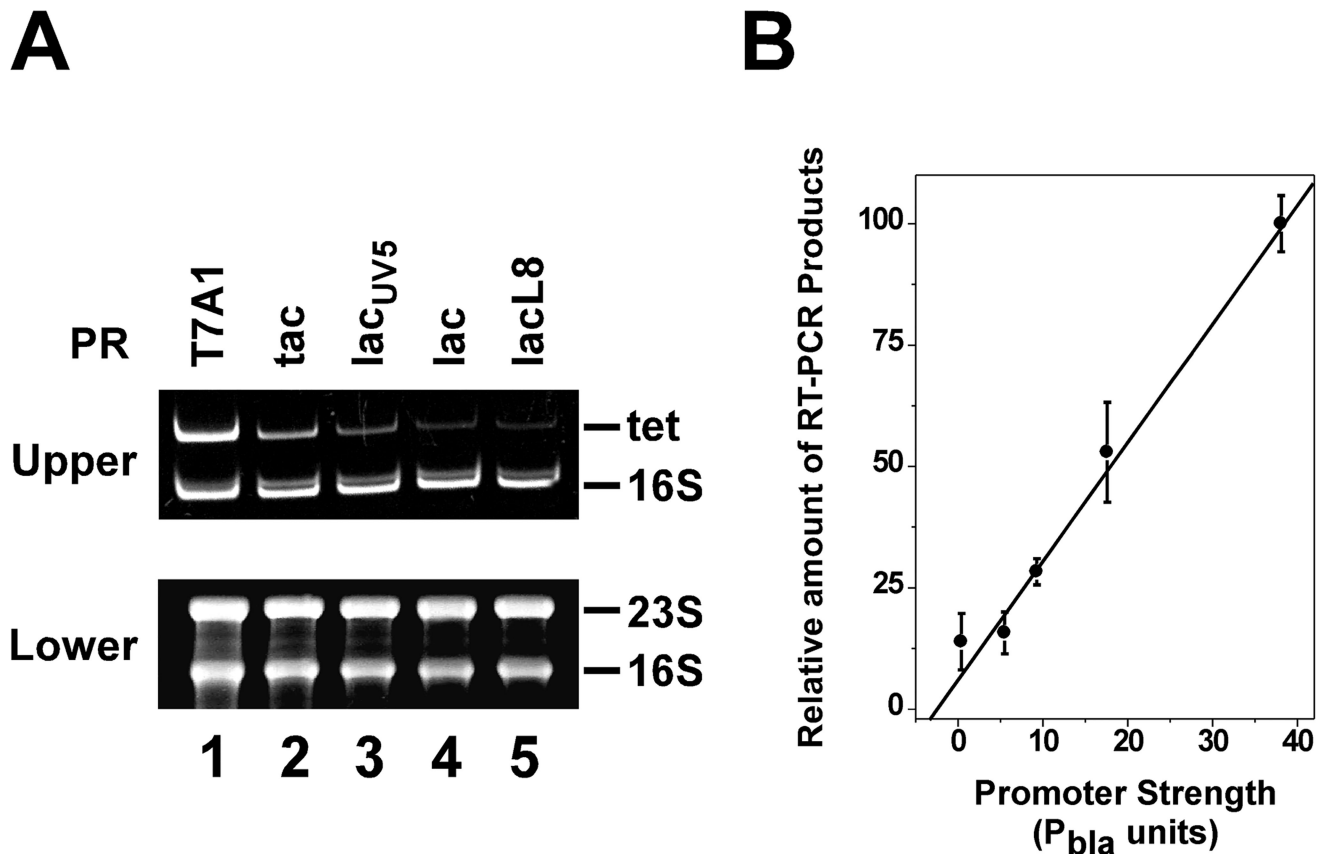 A
PR
T7A1
tac
lacUV5
lac
lacL8
Upper
tet
16S
Lower
23S
16S
1 2 3 4 5
B
Relative amount of RT-PCR Products
100
75
50
25
0
0 10 20 30 40
Promoter Strength
(Pbla units)